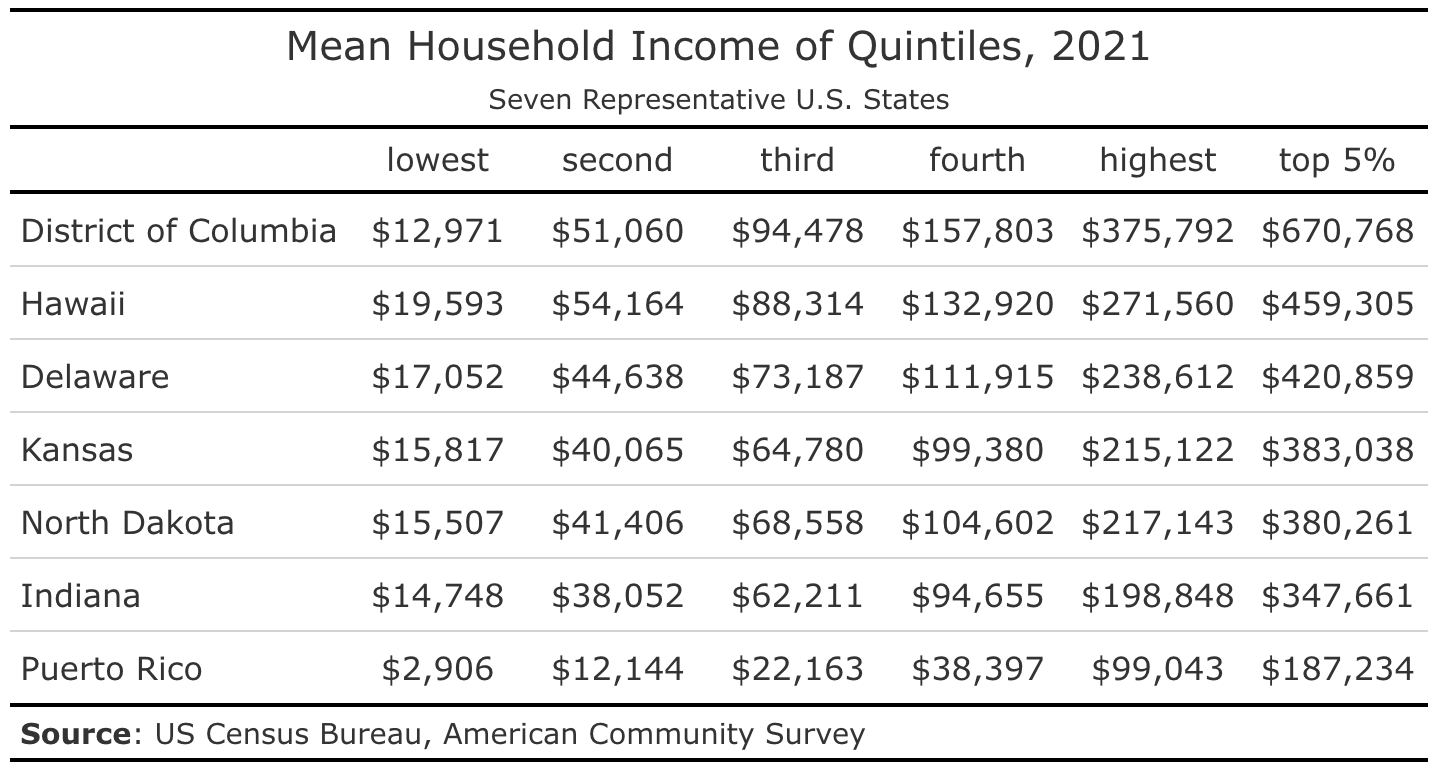 Mean Household Income of Quintiles, 2021
Seven Representative U.S. States
lowest second third fourth highest top 5%
District of Columbia $12,971 $51,060 $94,478 $157,803 $375,792 $670,768
Hawaii $19,593 $54,164 $88,314 $132,920 $271,560 $459,305
Delaware $17,052 $44,638 $73,187 $111,915 $238,612 $420,859
Kansas $15,817 $40,065 $64,780 $99,380 $215,122 $383,038
North Dakota $15,507 $41,406 $68,558 $104,602 $217,143 $380,261
Indiana $14,748 $38,052 $62,211 $94,655 $198,848 $347,661
Puerto Rico $2,906 $12,144 $22,163 $38,397 $99,043 $187,234
Source: US Census Bureau, American Community Survey